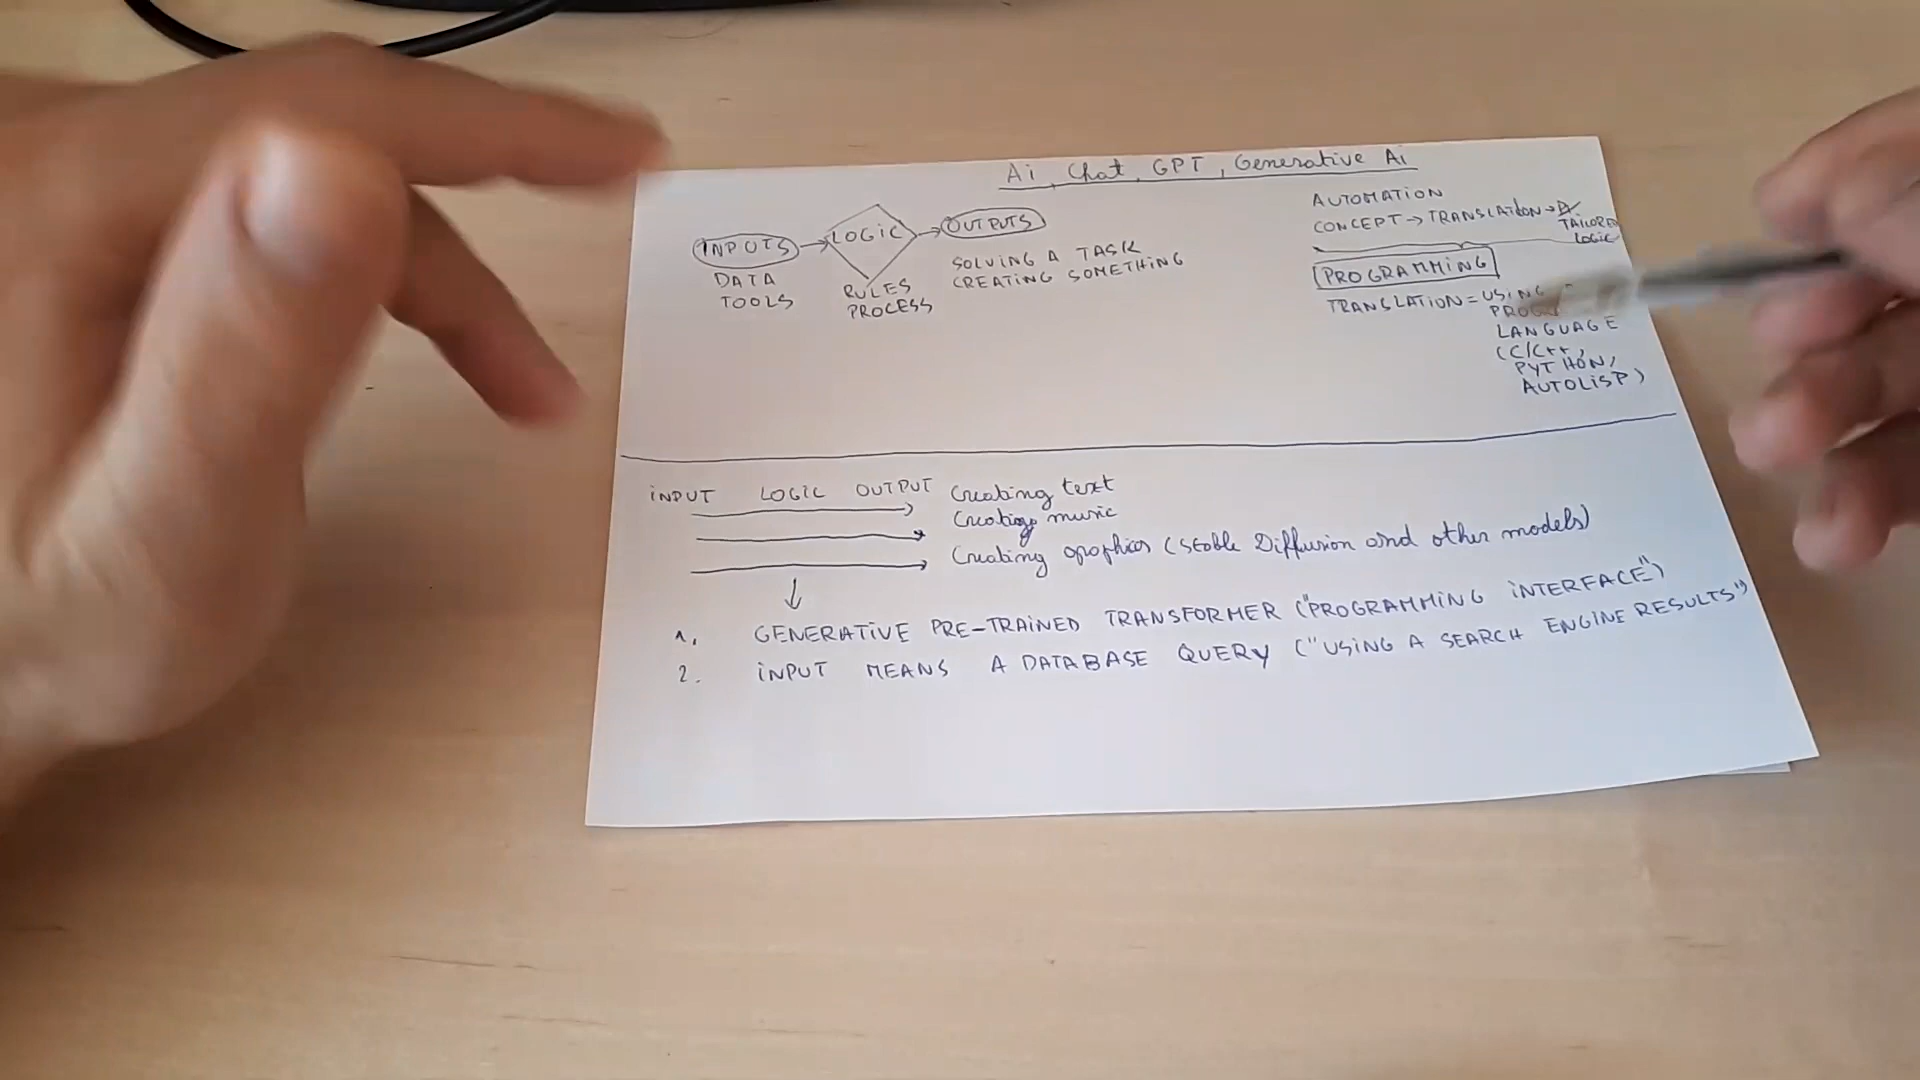 Ai, Chat, GPT, Generative Ai
INPUTS → LOGIC → OUTPUTS
DATA
TOOLS
RULES
PROCESS
SOLVING A TASK
CREATING SOMETHING
AUTOMATION
CONCEPT → TRANSLATION →
TAILORED
LOGIC
PROGRAMMING
TRANSLATION = USING
LANGUAGE
(C/C++,
PYTHON,
AUTOLISP)
INPUT LOGIC OUTPUT
Creating text
Creating music
Creating graphics (Stable Diffusion and other models)
1. GENERATIVE PRE-TRAINED TRANSFORMER ("PROGRAMMING INTERFACE")
2. INPUT MEANS A DATABASE QUERY ("USING A SEARCH ENGINE RESULTS")